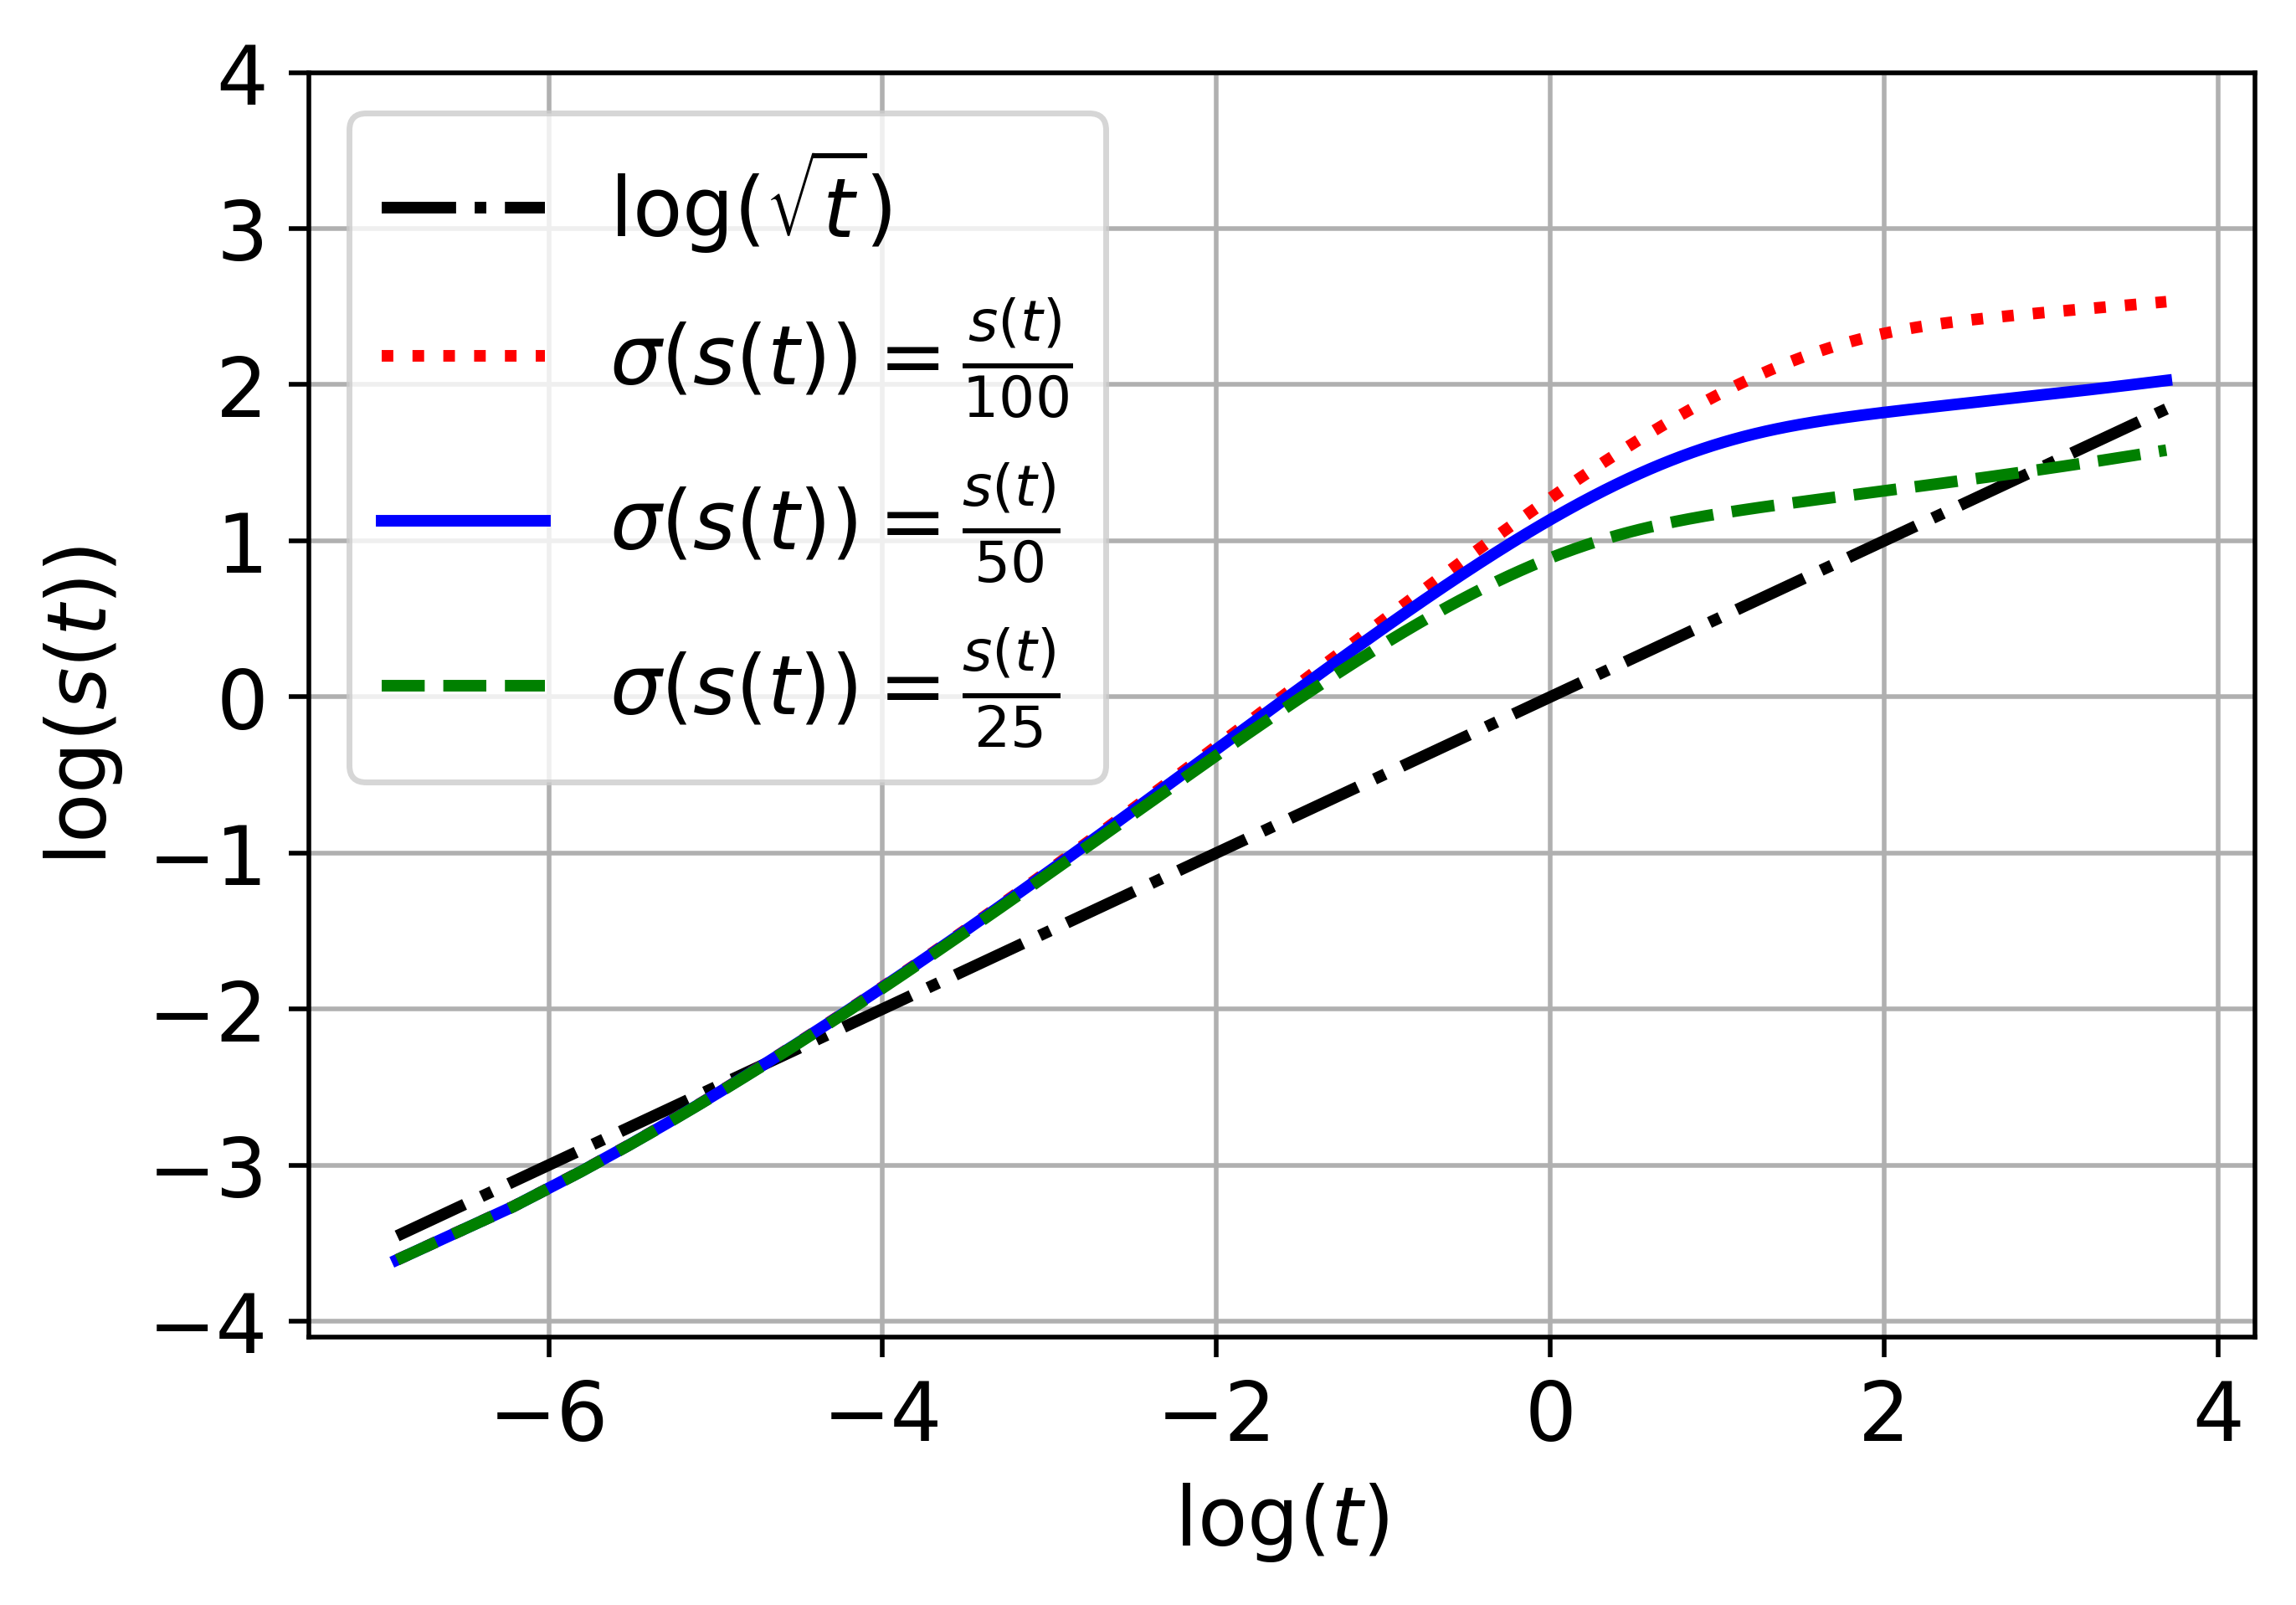 4
3
2
1
0
−1
−2
−3
−4
log(s(t))
log(√t)
σ(s(t)) = s(t)/100
σ(s(t)) = s(t)/50
σ(s(t)) = s(t)/25
−6 −4 −2 0 2 4
log(t)